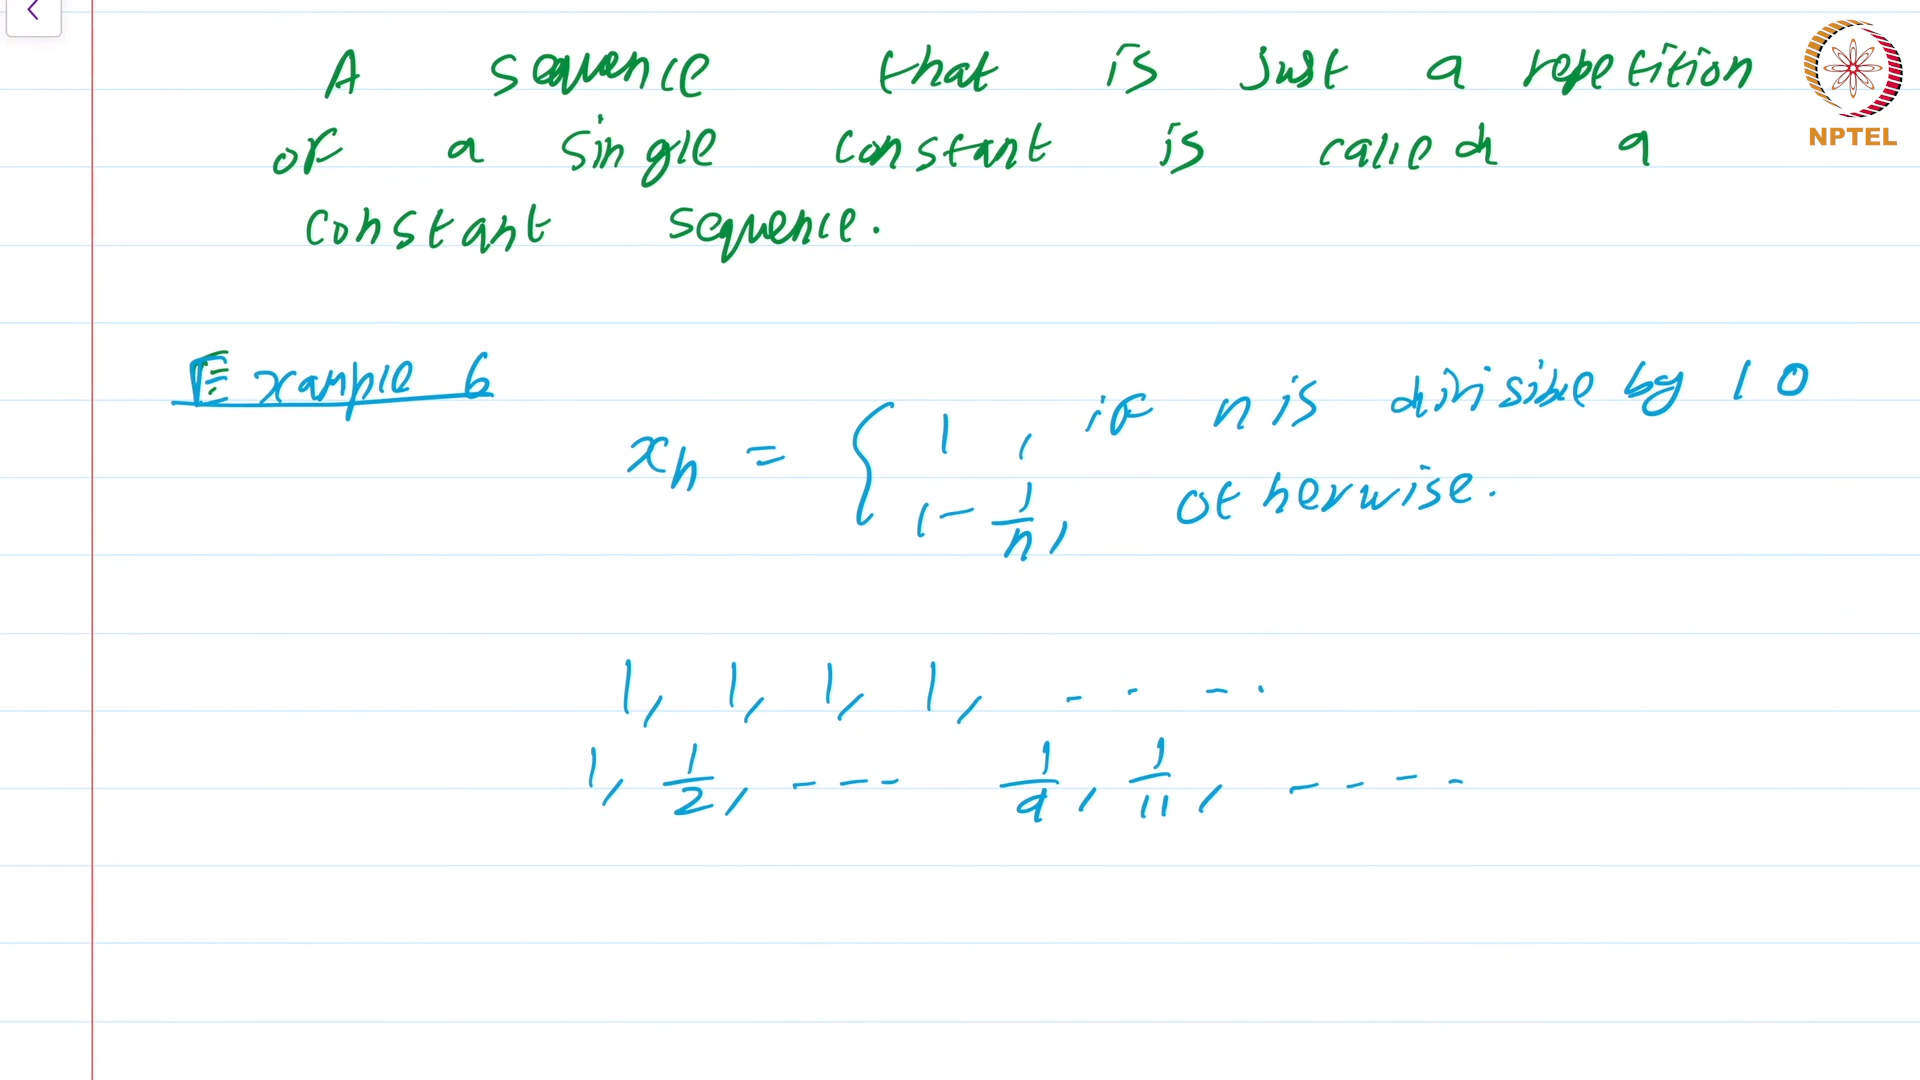 A sequence that is just a repetition
of a single constant is called a
constant sequence.
NPTEL
Example 6
xn = { 1, if n is divisible by 10
1 - 1/n, otherwise.
1, 1, 1, 1, - . - .
1, 1/2, - - - 1/9, 1/11, - - - -